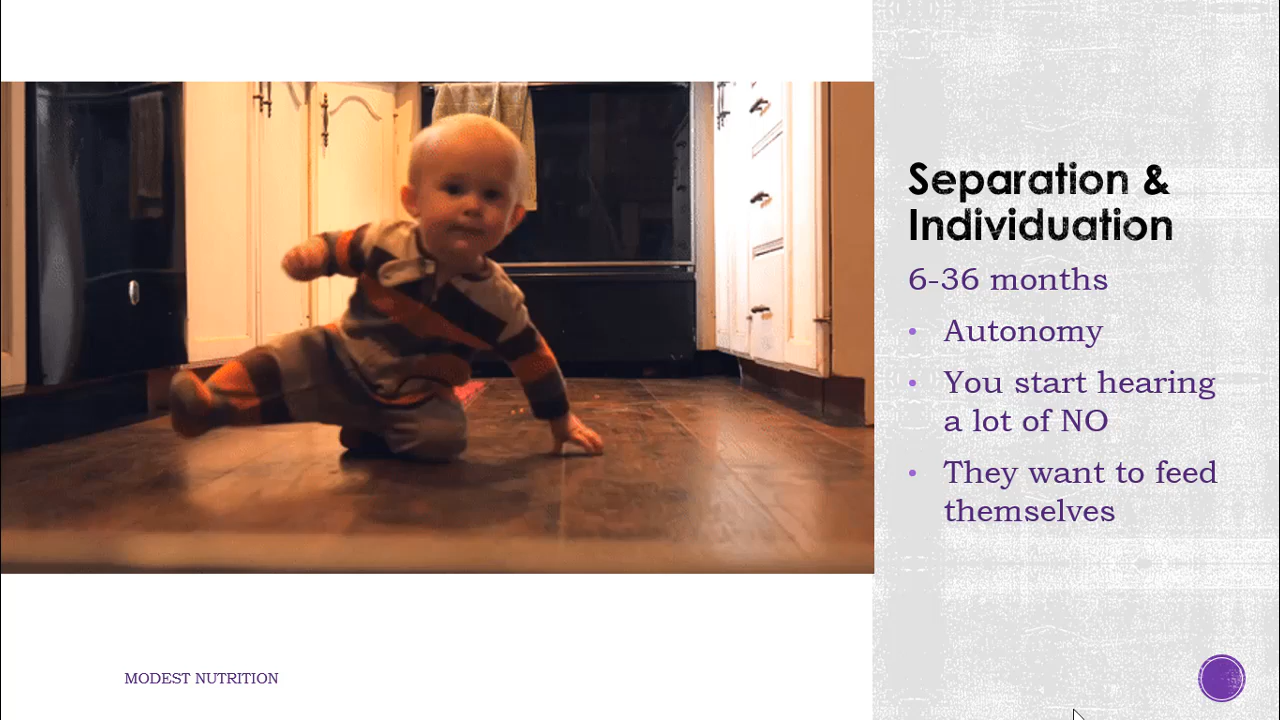 Separation &
Individuation
6-36 months
• Autonomy
• You start hearing
a lot of NO
• They want to feed
themselves
MODEST NUTRITION